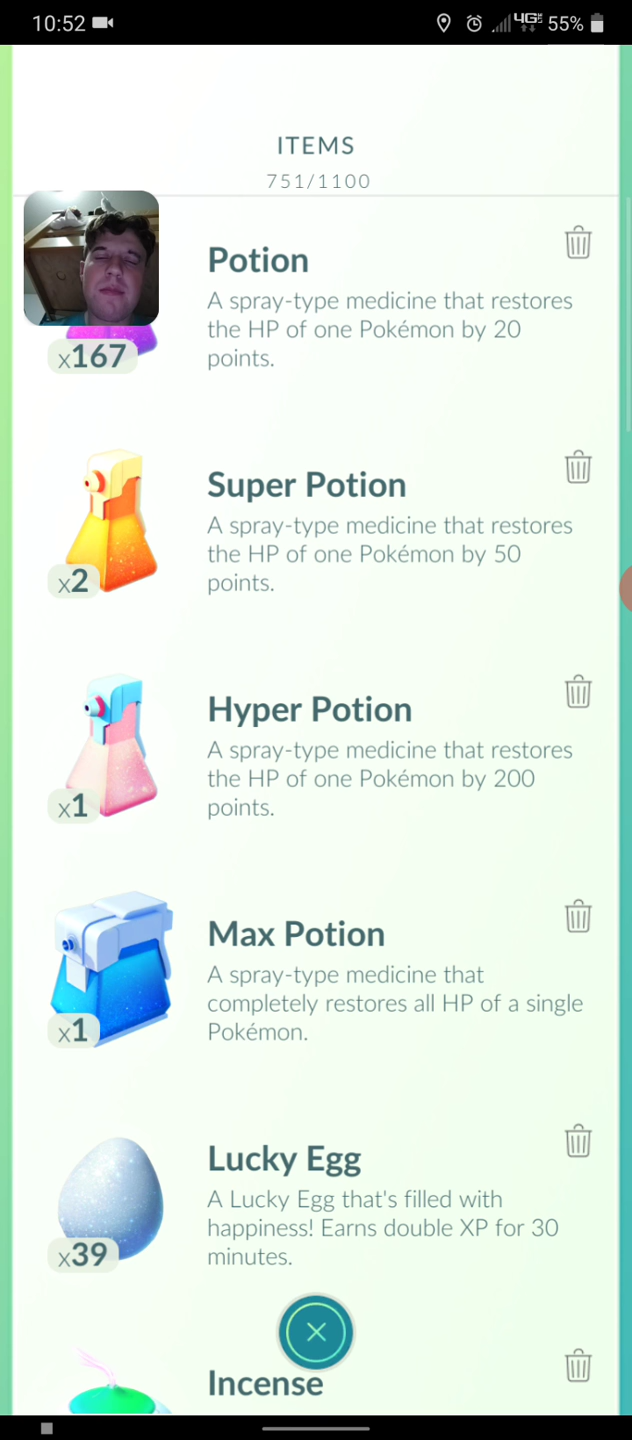 10:52
4G 55%
ITEMS
751/1100
Potion
A spray-type medicine that restores
the HP of one Pokémon by 20
points.
x167
Super Potion
A spray-type medicine that restores
the HP of one Pokémon by 50
points.
x2
Hyper Potion
A spray-type medicine that restores
the HP of one Pokémon by 200
points.
x1
Max Potion
A spray-type medicine that
completely restores all HP of a single
Pokémon.
x1
Lucky Egg
A Lucky Egg that's filled with
happiness! Earns double XP for 30
minutes.
x39
Incense